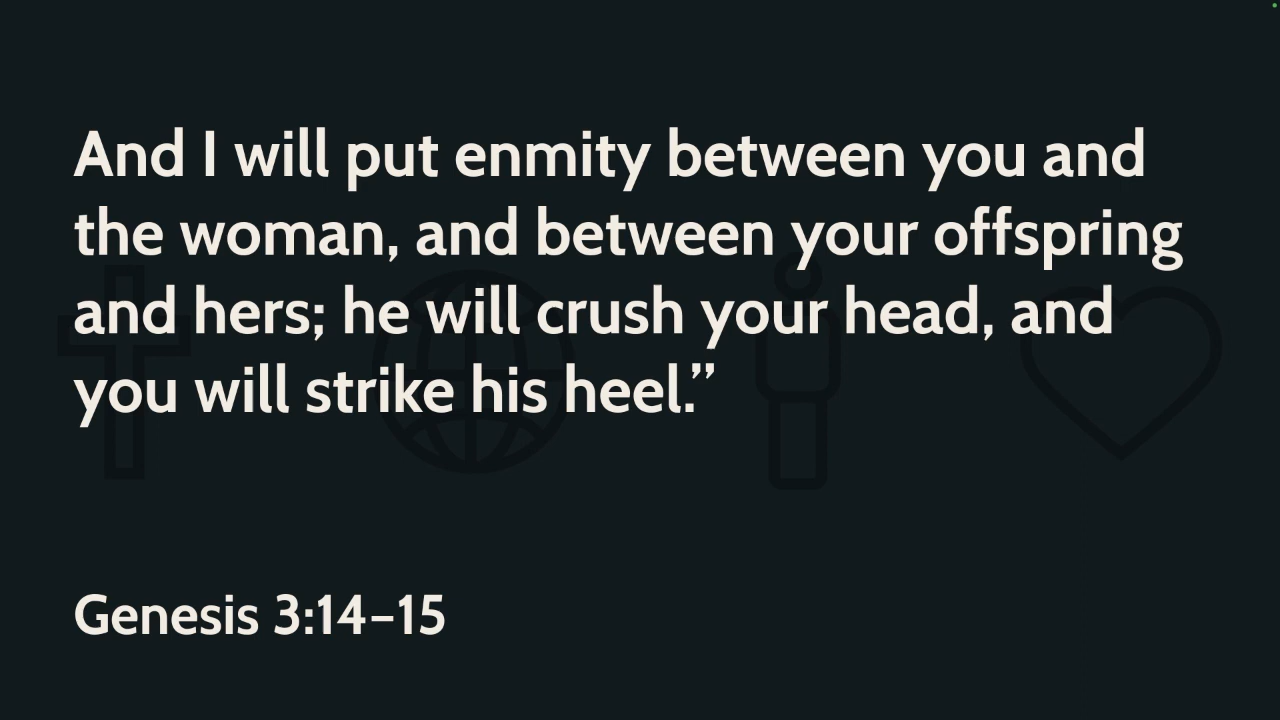 And I will put enmity between you and
the woman, and between your offspring
and hers; he will crush your head, and
you will strike his heel.”
Genesis 3:14–15